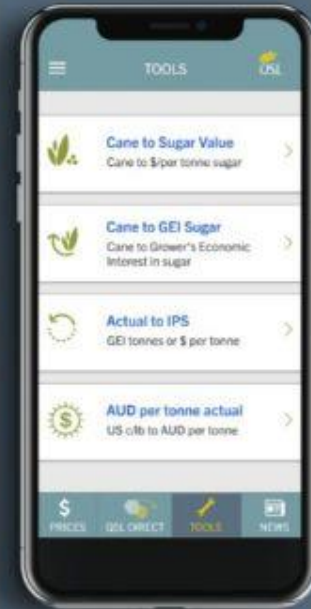 TOOLS
QSL
Cane to Sugar Value
Cane to $/per tonne sugar
Cane to GEI Sugar
Cane to Grower's Economic
Interest in sugar
Actual to IPS
GEI tonnes or $ per tonne
AUD per tonne actual
US c/lb to AUD per tonne
$
PRICES QSL DIRECT TOOLS NEWS